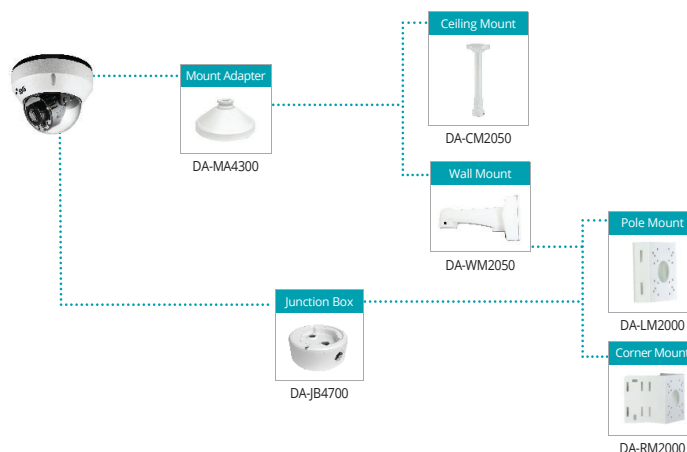 Ceiling Mount
DA-CM2050
Mount Adapter
DA-MA4300
Wall Mount
DA-WM2050
Pole Mount
DA-LM2000
Junction Box
DA-JB4700
Corner Mount
DA-RM2000